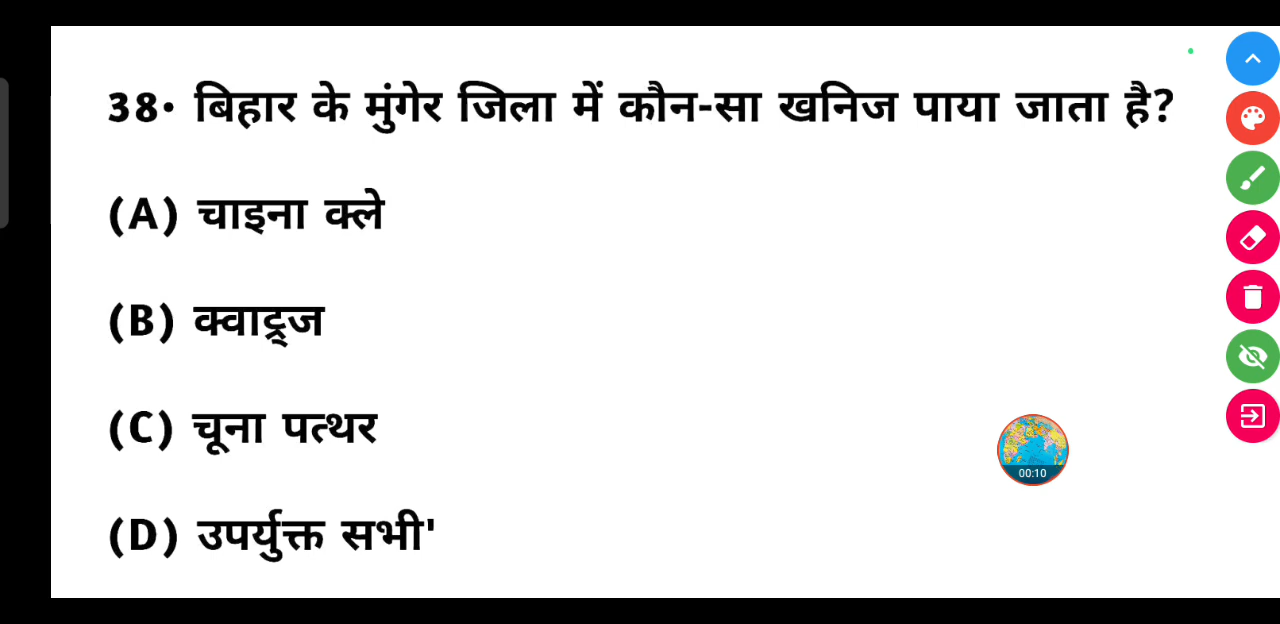 38· बिहार के मुंगेर जिला में कौन-सा खनिज पाया जाता है?
(A) चाइना क्ले
(B) क्वाट्र्ज
(C) चूना पत्थर
(D) उपर्युक्त सभी'
00:10